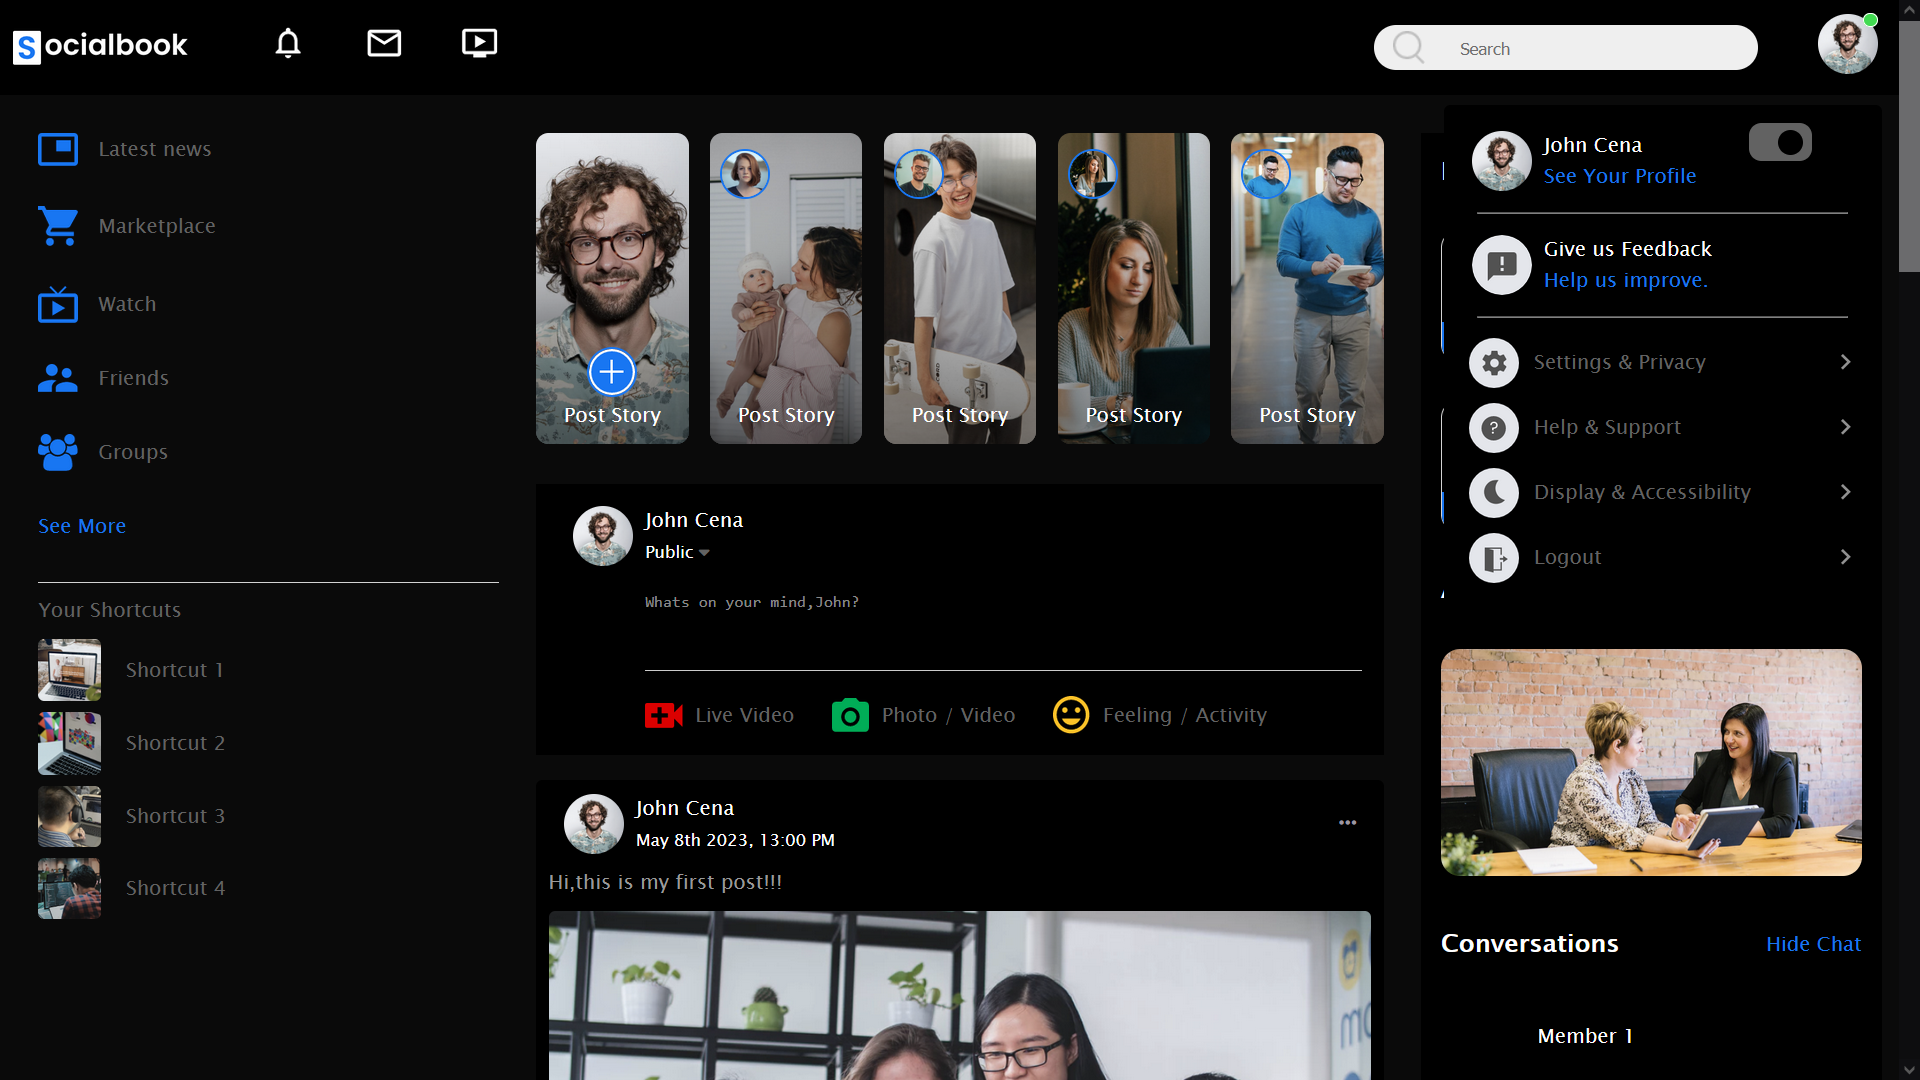 Socialbook
Search
Latest news
Marketplace
Watch
Friends
Groups
See More
Your Shortcuts
Shortcut 1
Shortcut 2
Shortcut 3
Shortcut 4
Post Story
Post Story
Post Story
Post Story
Post Story
John Cena
Public
Whats on your mind,John?
Live Video
Photo / Video
Feeling / Activity
John Cena
May 8th 2023, 13:00 PM
Hi,this is my first post!!!
John Cena
See Your Profile
Give us Feedback
Help us improve.
Settings & Privacy
Help & Support
Display & Accessibility
Logout
Conversations
Hide Chat
Member 1